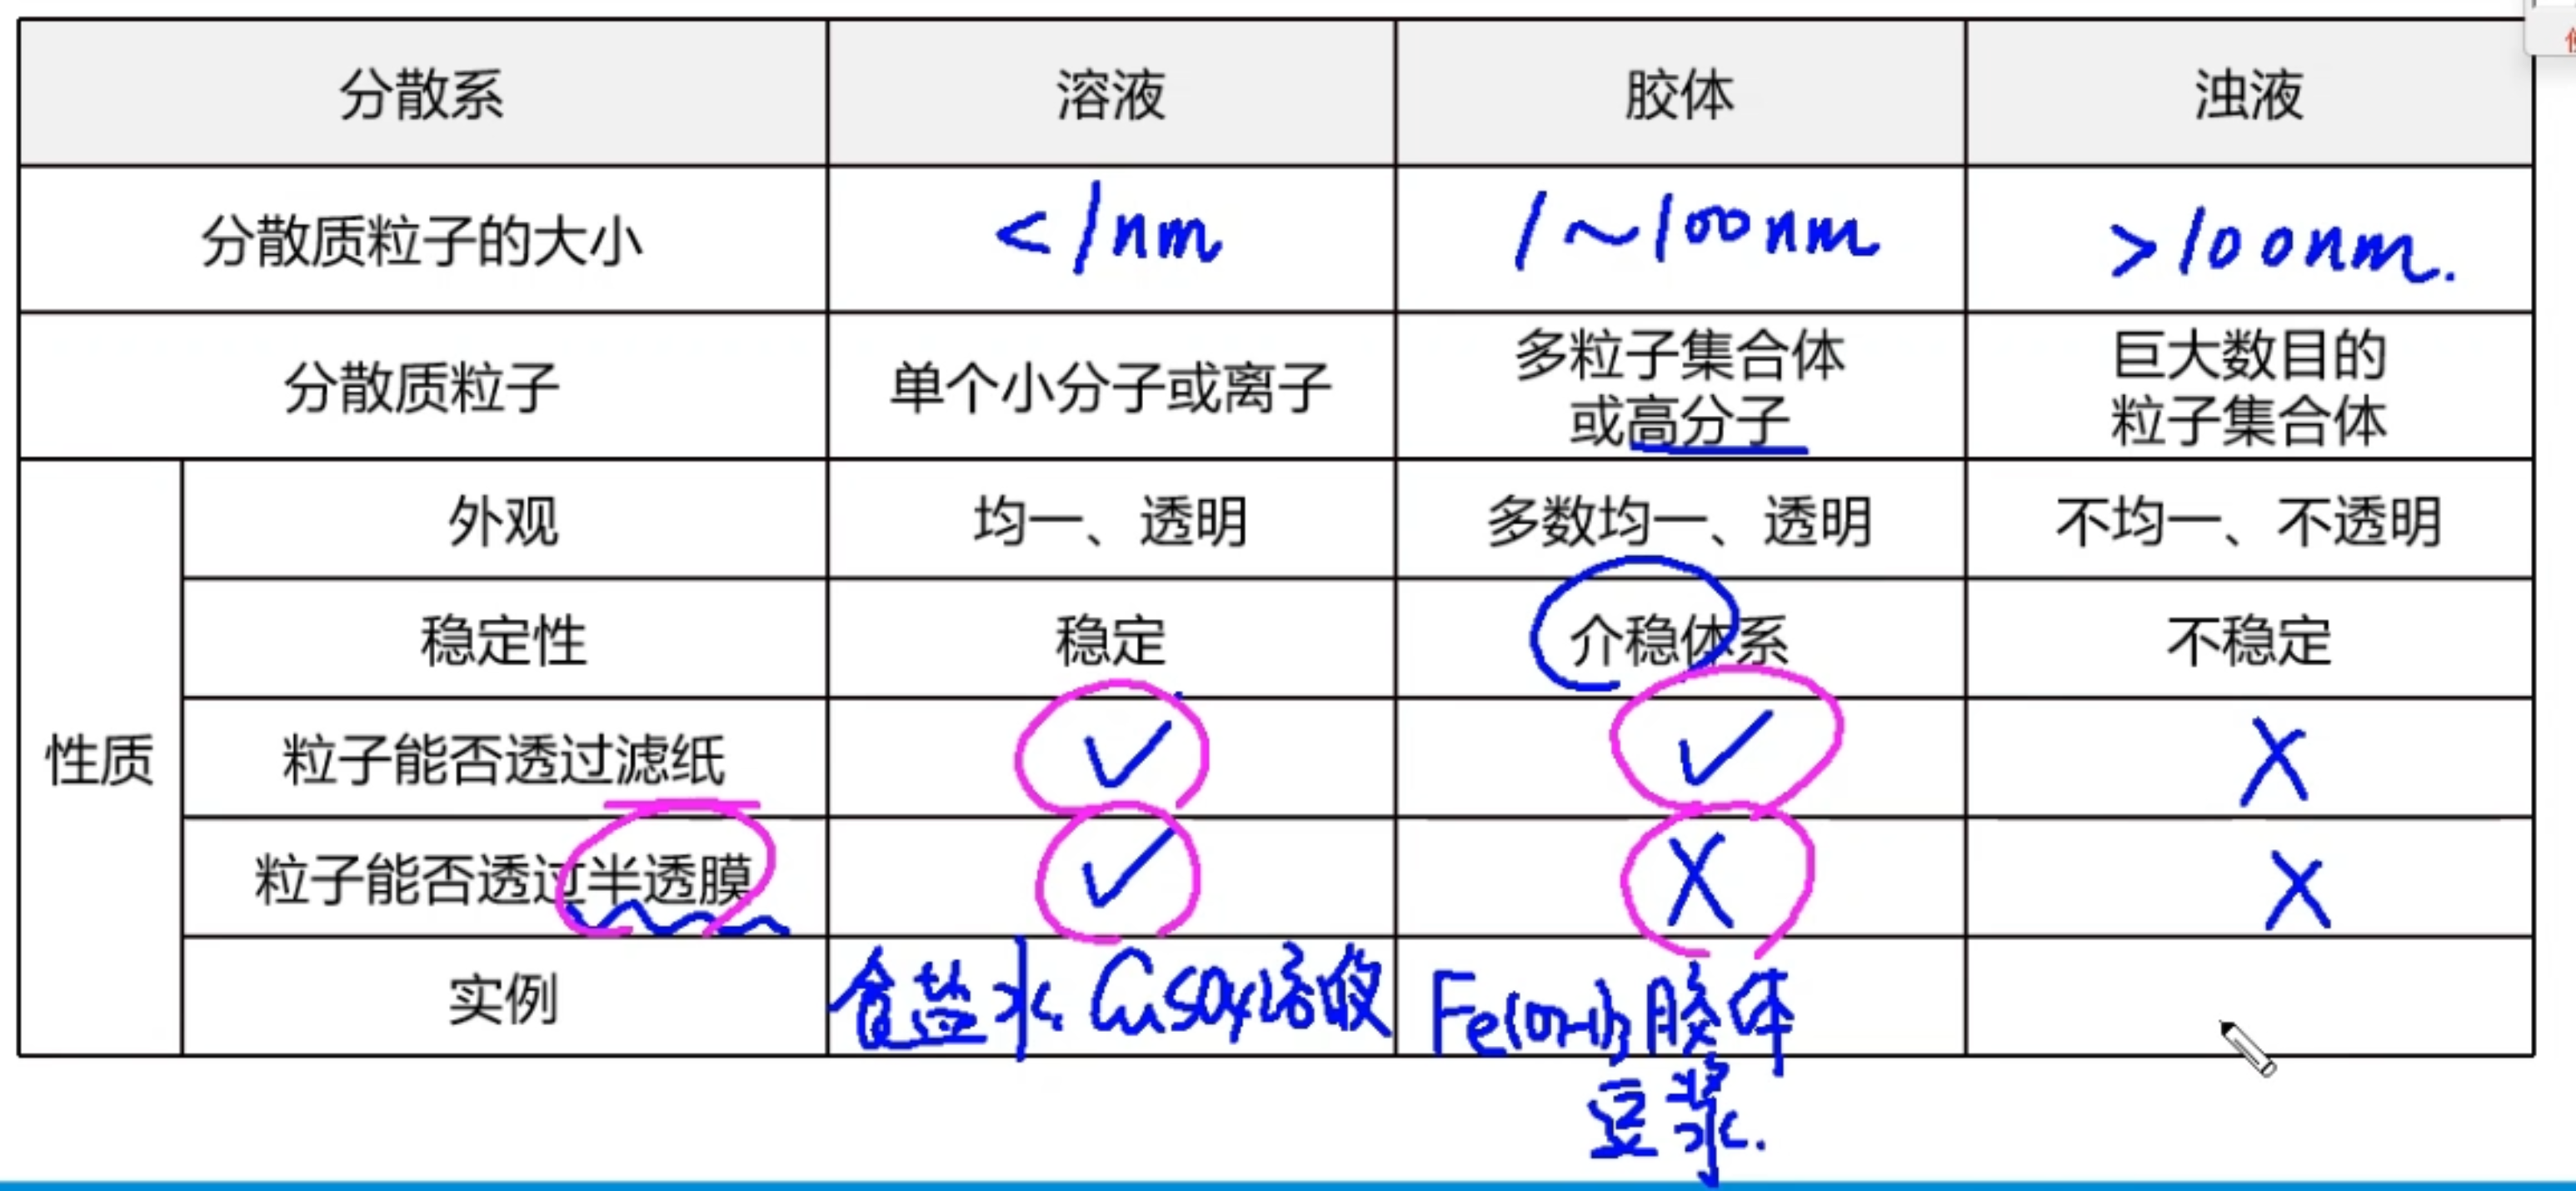 分散系 溶液 胶体 浊液
分散质粒子的大小 <1nm 1~100nm >100nm.
分散质粒子 单个小分子或离子 多粒子集合体 巨大数目的
或高分子 粒子集合体
外观 均一、透明 多数均一、透明 不均一、不透明
稳定性 稳定 介稳体系 不稳定
性质 粒子能否透过滤纸 ✓ ✓ ×
粒子能否透过半透膜 ✓ × ×
实例 食盐水、CuSO4溶液 Fe(OH)3胶体
豆浆.